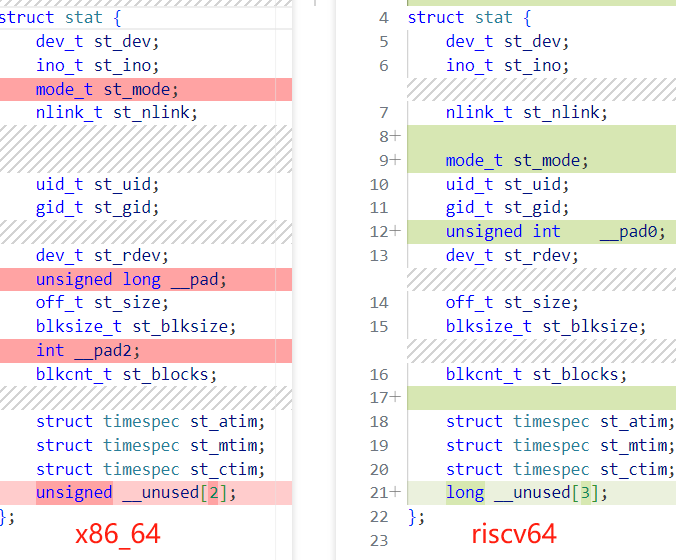 struct stat {
dev_t st_dev;
ino_t st_ino;
mode_t st_mode;
nlink_t st_nlink;
uid_t st_uid;
gid_t st_gid;
dev_t st_rdev;
unsigned long __pad;
off_t st_size;
blksize_t st_blksize;
int __pad2;
blkcnt_t st_blocks;
struct timespec st_atim;
struct timespec st_mtim;
struct timespec st_ctim;
unsigned __unused[2];
};
x86_64
4 struct stat {
5 dev_t st_dev;
6 ino_t st_ino;
7 nlink_t st_nlink;
8+
9+ mode_t st_mode;
10 uid_t st_uid;
11 gid_t st_gid;
12+ unsigned int    __pad0;
13 dev_t st_rdev;
14 off_t st_size;
15 blksize_t st_blksize;
16 blkcnt_t st_blocks;
17+
18 struct timespec st_atim;
19 struct timespec st_mtim;
20 struct timespec st_ctim;
21+ long __unused[3];
22 };
23
riscv64